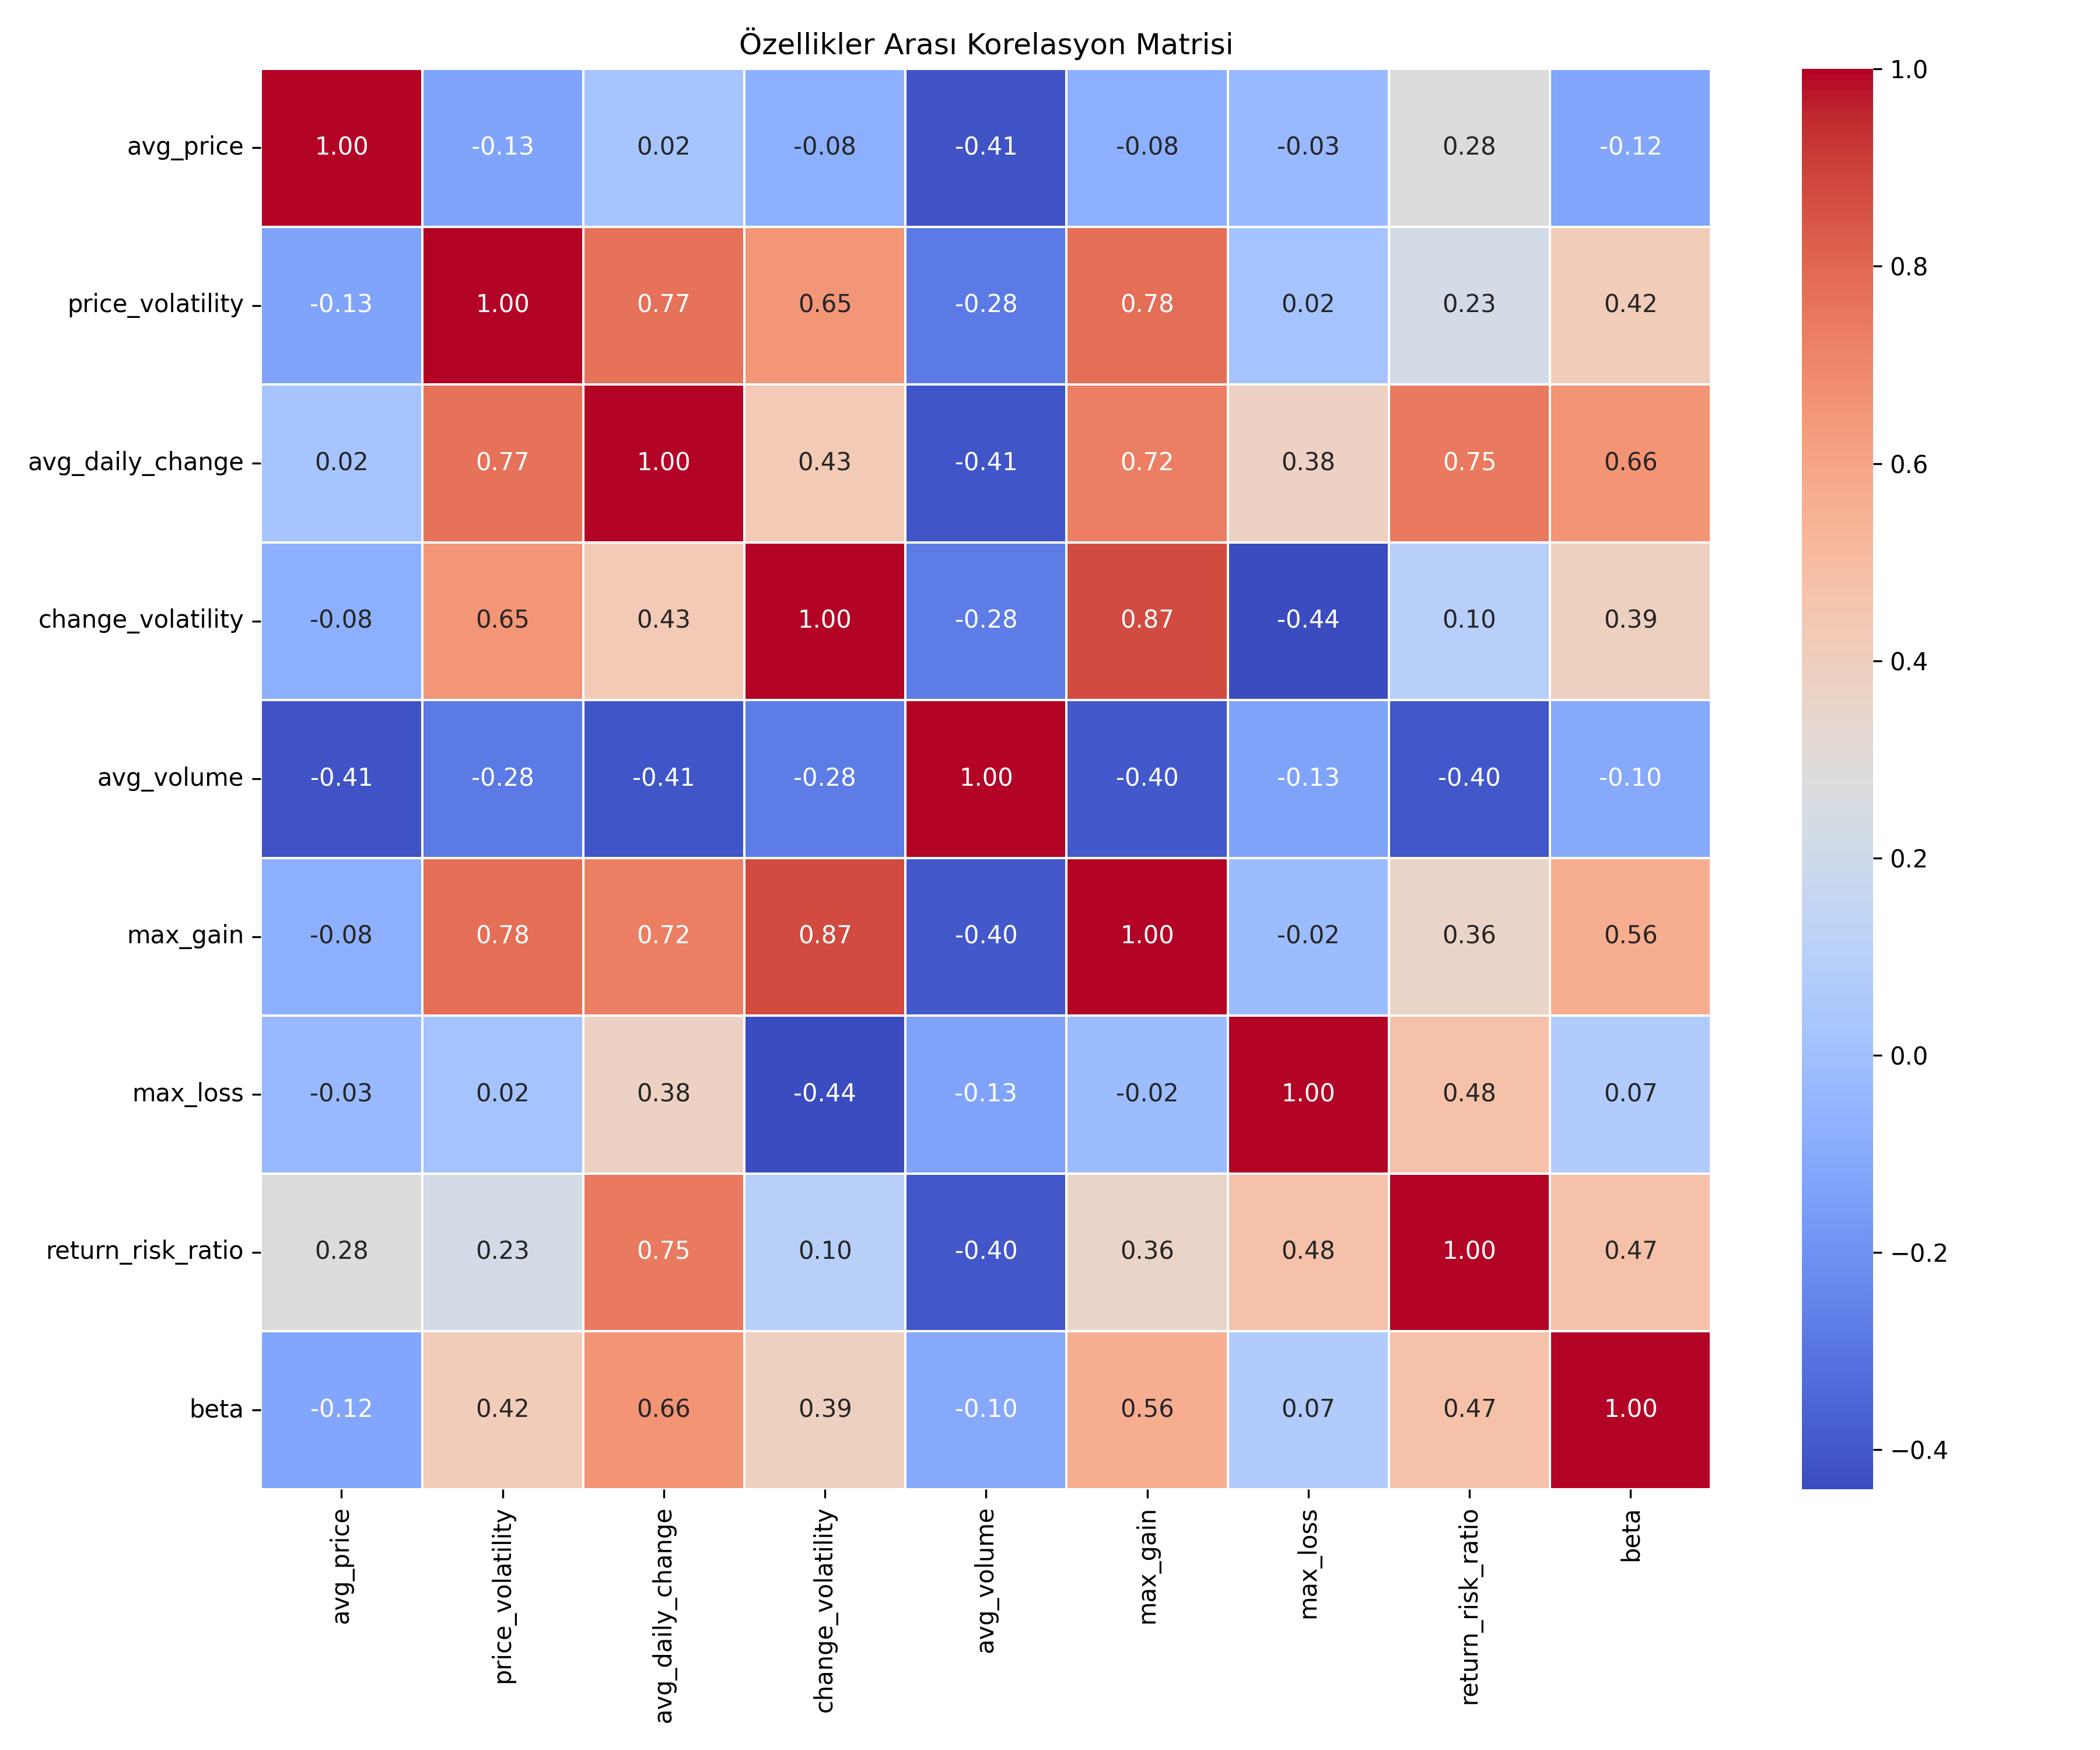 Özellikler Arası Korelasyon Matrisi
avg_price 1.00 -0.13 0.02 -0.08 -0.41 -0.08 -0.03 0.28 -0.12
price_volatility -0.13 1.00 0.77 0.65 -0.28 0.78 0.02 0.23 0.42
avg_daily_change 0.02 0.77 1.00 0.43 -0.41 0.72 0.38 0.75 0.66
change_volatility -0.08 0.65 0.43 1.00 -0.28 0.87 -0.44 0.10 0.39
avg_volume -0.41 -0.28 -0.41 -0.28 1.00 -0.40 -0.13 -0.40 -0.10
max_gain -0.08 0.78 0.72 0.87 -0.40 1.00 -0.02 0.36 0.56
max_loss -0.03 0.02 0.38 -0.44 -0.13 -0.02 1.00 0.48 0.07
return_risk_ratio 0.28 0.23 0.75 0.10 -0.40 0.36 0.48 1.00 0.47
beta -0.12 0.42 0.66 0.39 -0.10 0.56 0.07 0.47 1.00
avg_price
price_volatility
avg_daily_change
change_volatility
avg_volume
max_gain
max_loss
return_risk_ratio
beta
1.0
0.8
0.6
0.4
0.2
0.0
−0.2
−0.4